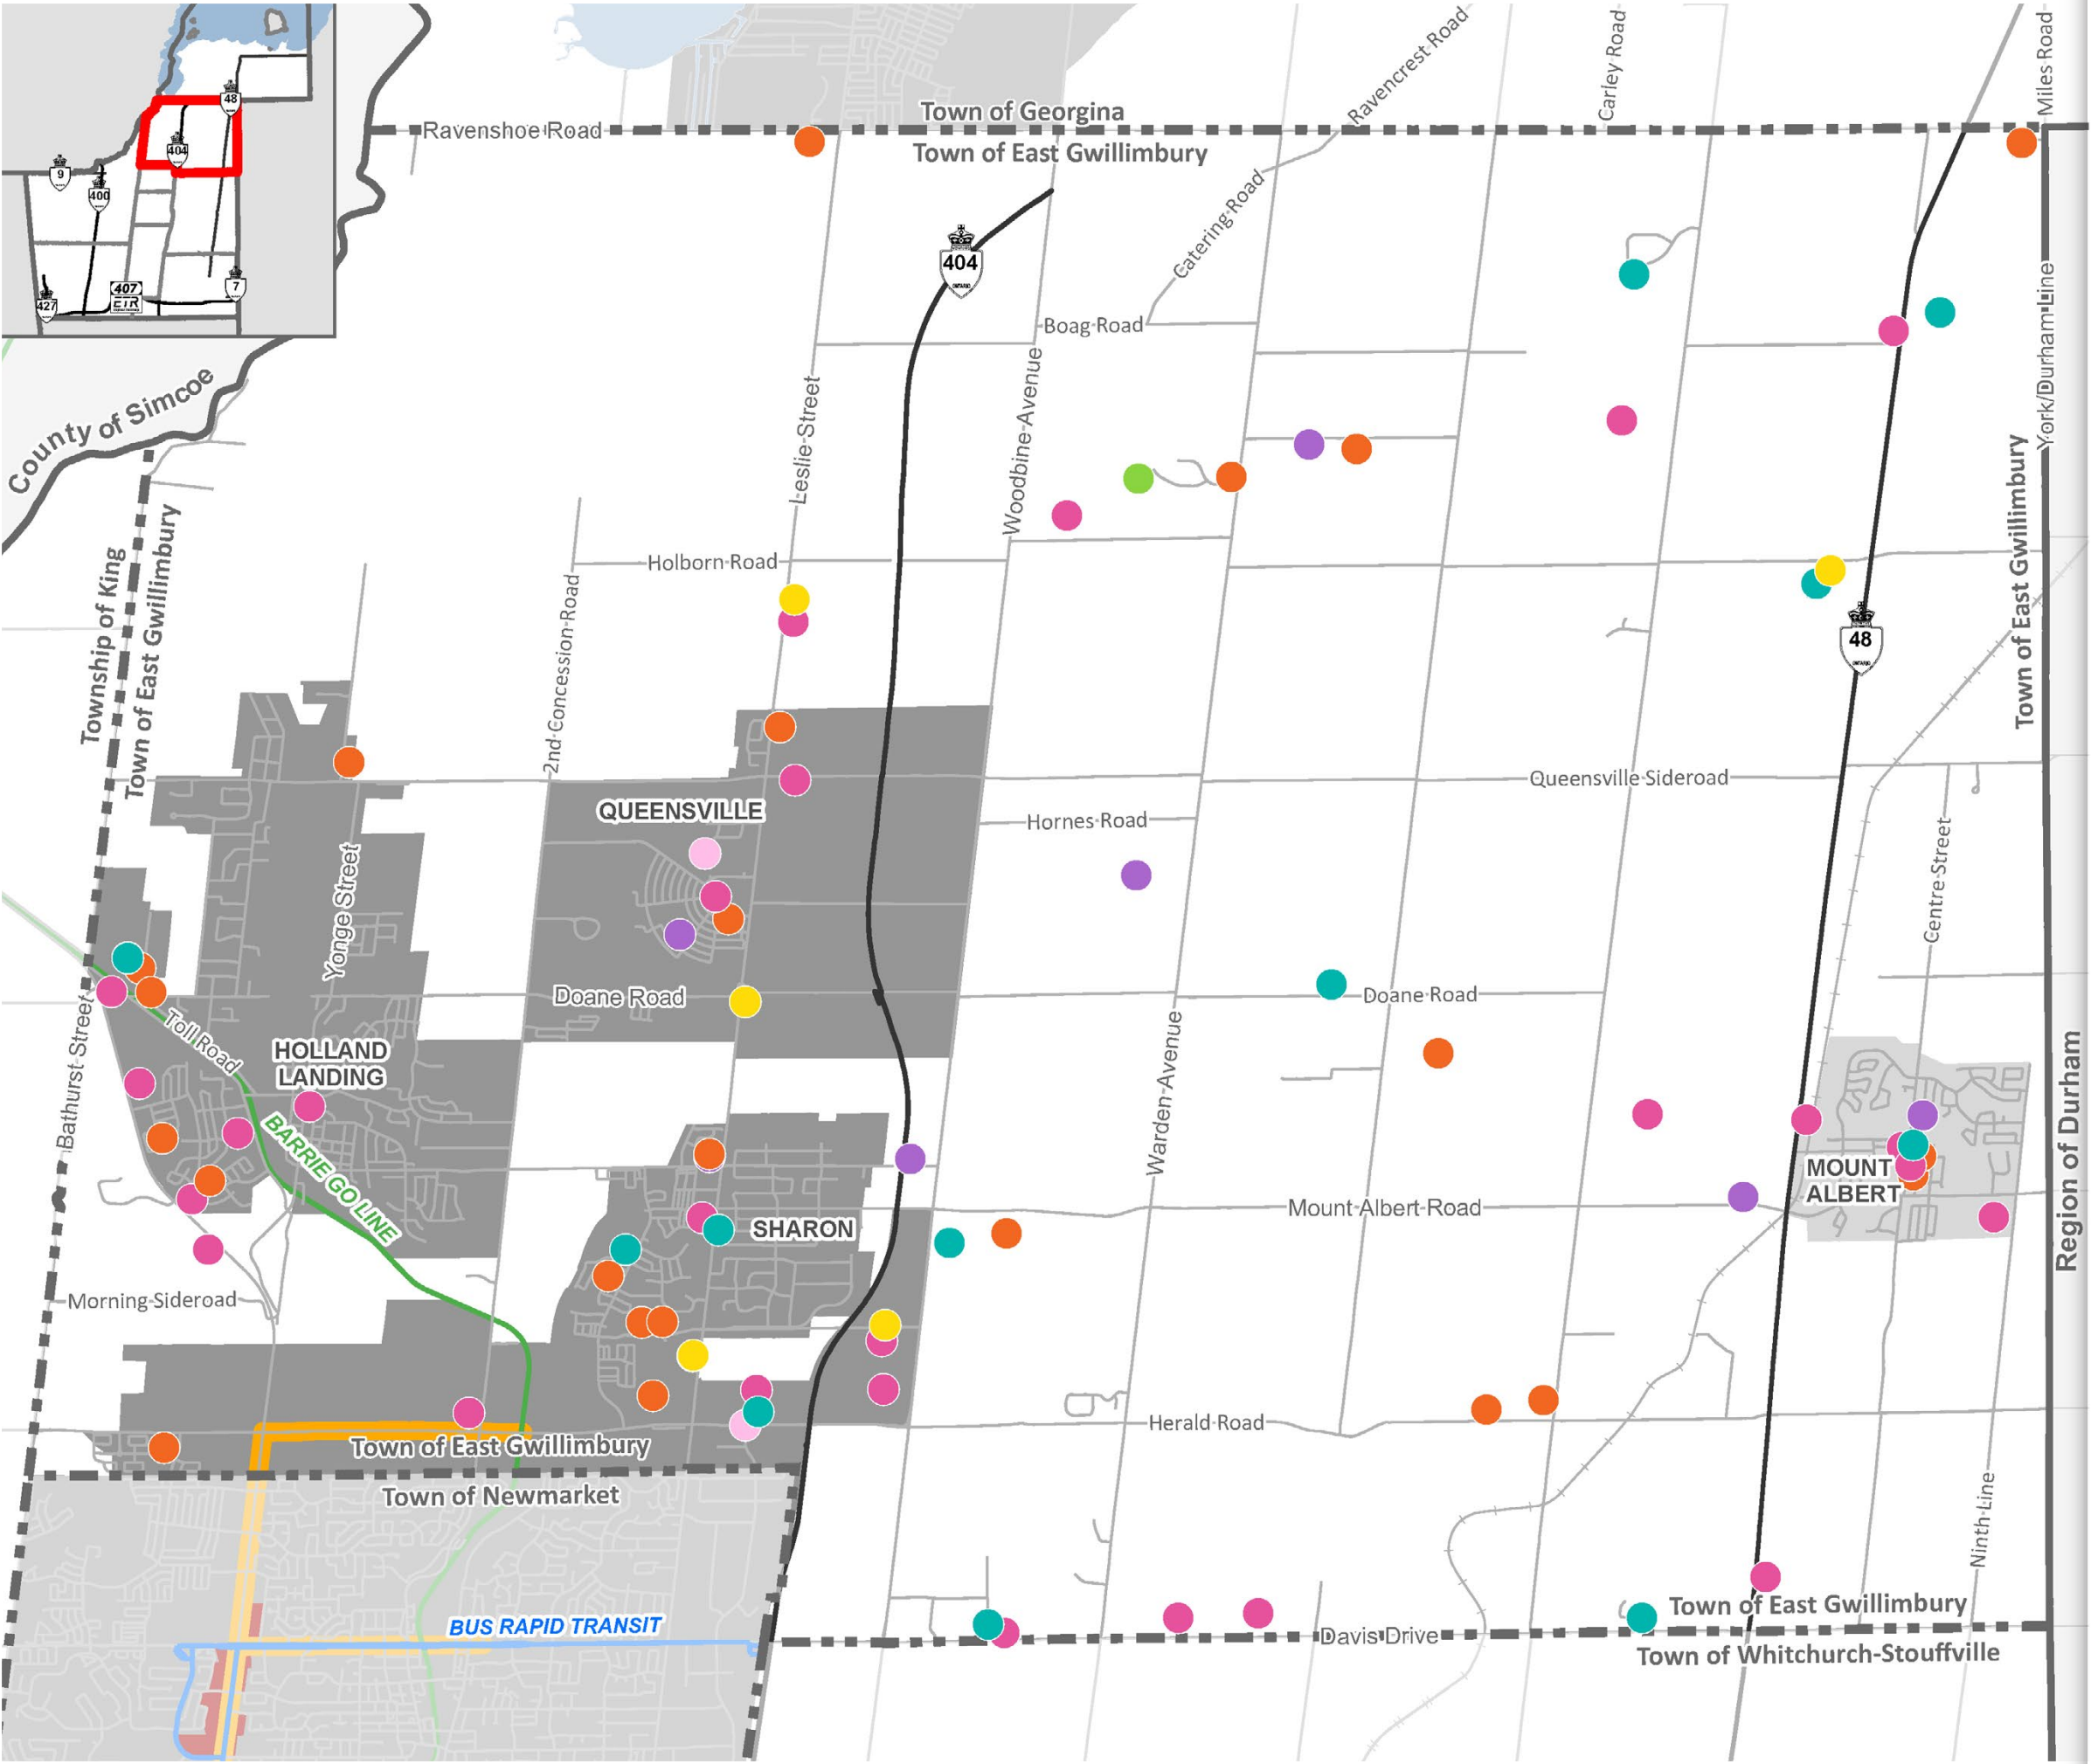 Miles Road
Carley Road
Ravencrest Road
Town of Georgina
Ravenshoe Road
Town of East Gwillimbury
48
404
9
400
7
407
ETR
427
Catering Road
404
ONTARIO
Boag Road
York/Durham Line
County of Simcoe
Leslie Street
Woodbine Avenue
Town of East Gwillimbury
Township of King
Town of East Gwillimbury
Holborn Road
2nd Concession Road
48
ONTARIO
Queensville Sideroad
QUEENSVILLE
Hornes Road
Yonge Street
Centre Street
Doane Road
Doane Road
Bathurst Street
Toll Road
HOLLAND
LANDING
Warden Avenue
Region of Durham
BARRIE GO LINE
MOUNT
ALBERT
Mount Albert Road
SHARON
Morning Sideroad
Herald Road
Town of East Gwillimbury
Town of Newmarket
Ninth Line
BUS RAPID TRANSIT
Town of East Gwillimbury
Davis Drive
Town of Whitchurch-Stouffville